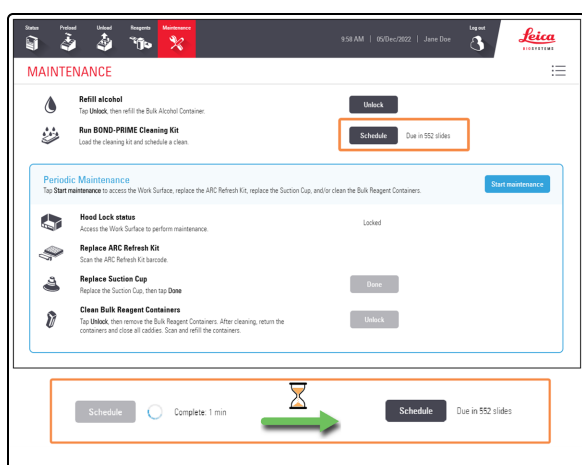 Status Preload Unload Reagents Maintenance
9:58 AM | 05/Dec/2022 | Jane Doe
Log out
Leica
BIOSYSTEMS
MAINTENANCE
Refill alcohol
Tap Unlock, then refill the Bulk Alcohol Container.
Unlock
Run BOND-PRIME Cleaning Kit
Load the cleaning kit and schedule a clean.
Schedule Due in 552 slides
Periodic Maintenance
Tap Start maintenance to access the Work Surface, replace the ARC Refresh Kit, replace the Suction Cup, and/or clean the Bulk Reagent Containers.
Start maintenance
Hood Lock status
Access the Work Surface to perform maintenance.
Locked
Replace ARC Refresh Kit
Scan the ARC Refresh Kit barcode.
Replace Suction Cup
Replace the Suction Cup, then tap Done
Done
Clean Bulk Reagent Containers
Tap Unlock, then remove the Bulk Reagent Containers. After cleaning, return the
containers and close all caddies. Scan and refill the containers.
Unlock
Schedule Complete: 1 min Schedule Due in 552 slides